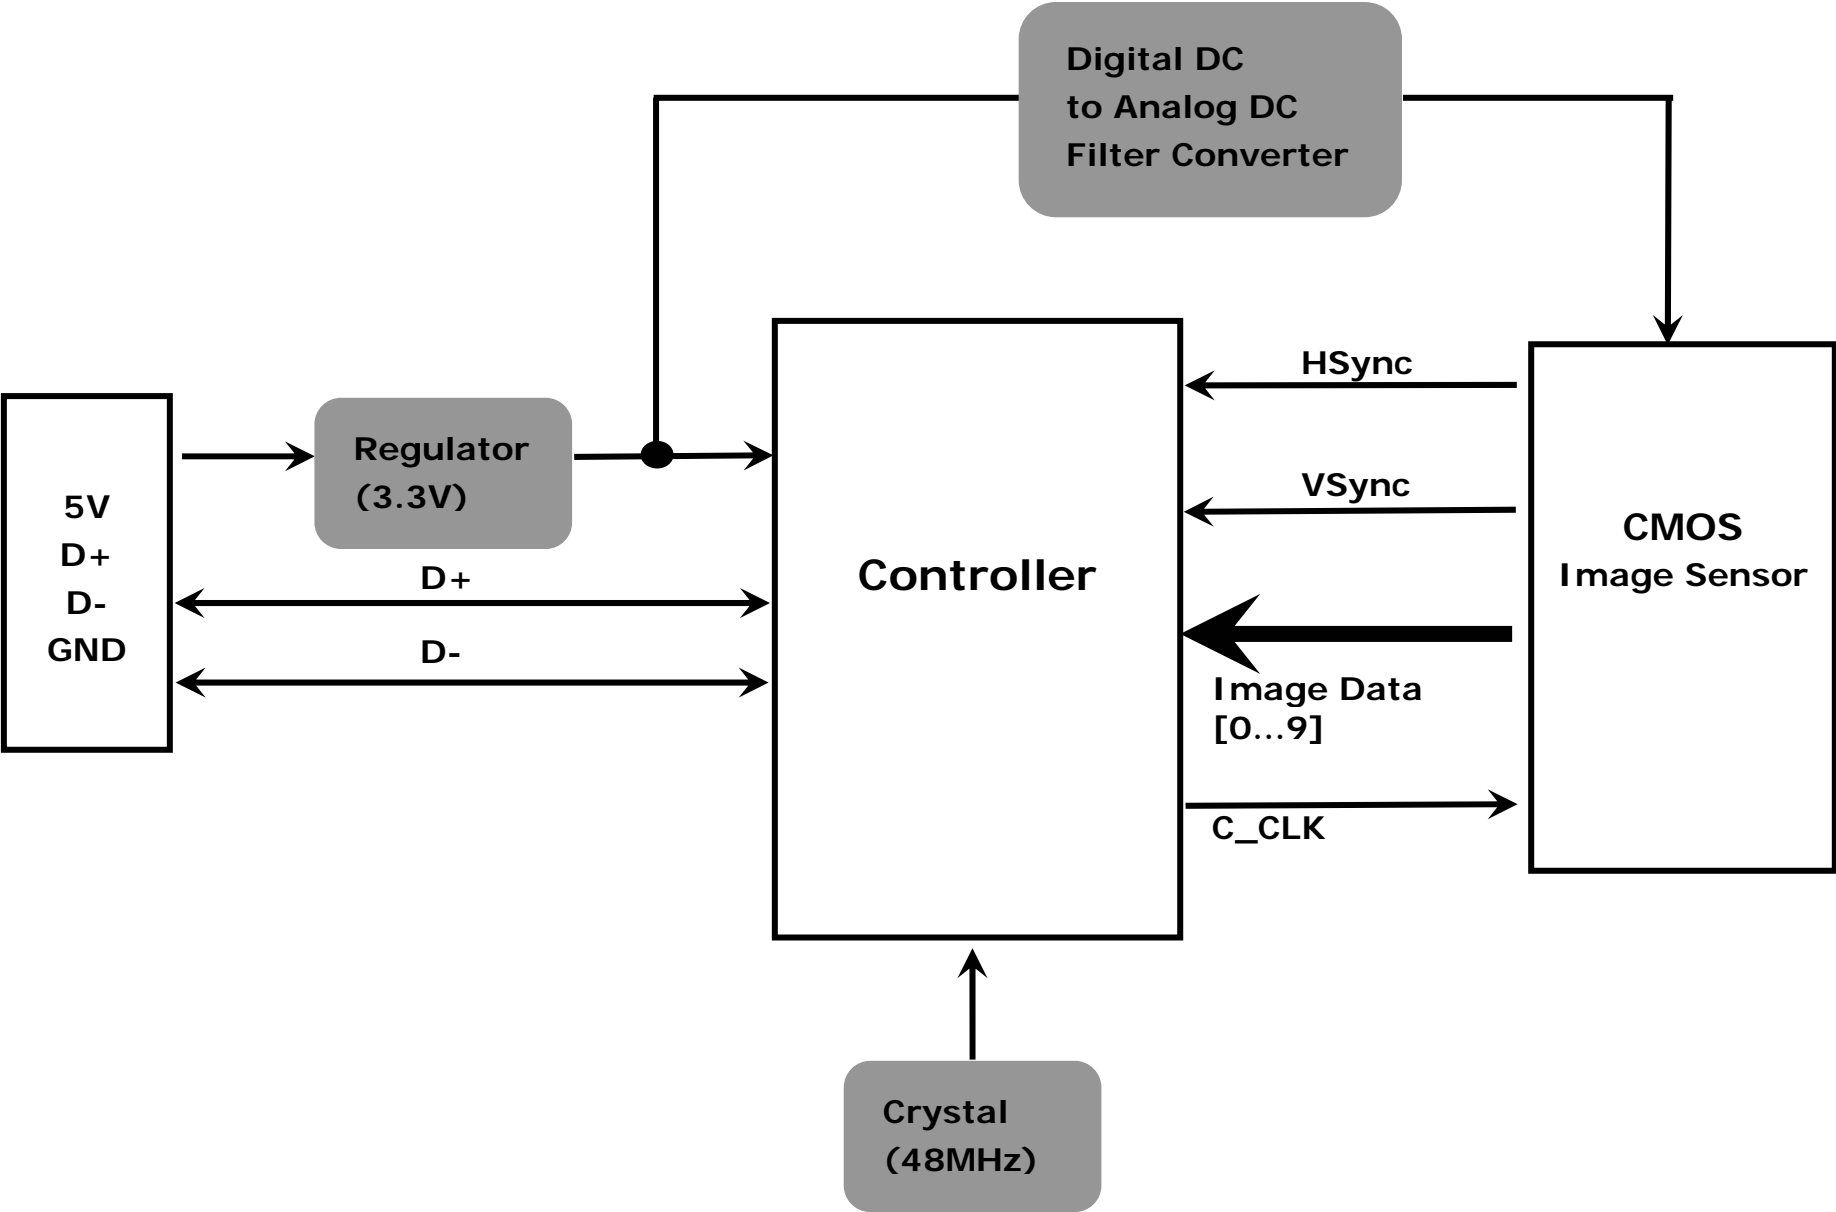 Digital DC
to Analog DC
Filter Converter
HSync
Regulator
(3.3V)
VSync
5V
D+
D-
GND
CMOS
Image Sensor
Controller
D+
D-
Image Data
[0...9]
C_CLK
Crystal
(48MHz)